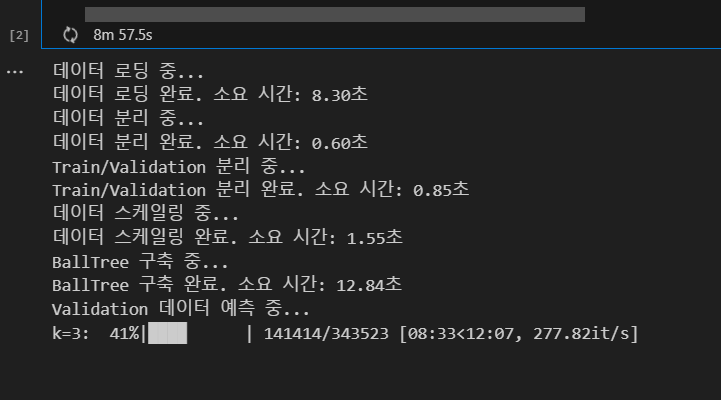 [2]
8m 57.5s
...
데이터 로딩 중...
데이터 로딩 완료. 소요 시간: 8.30초
데이터 분리 중...
데이터 분리 완료. 소요 시간: 0.60초
Train/Validation 분리 중...
Train/Validation 분리 완료. 소요 시간: 0.85초
데이터 스케일링 중...
데이터 스케일링 완료. 소요 시간: 1.55초
BallTree 구축 중...
BallTree 구축 완료. 소요 시간: 12.84초
Validation 데이터 예측 중...
k=3:  41%|████      | 141414/343523 [08:33<12:07, 277.82it/s]